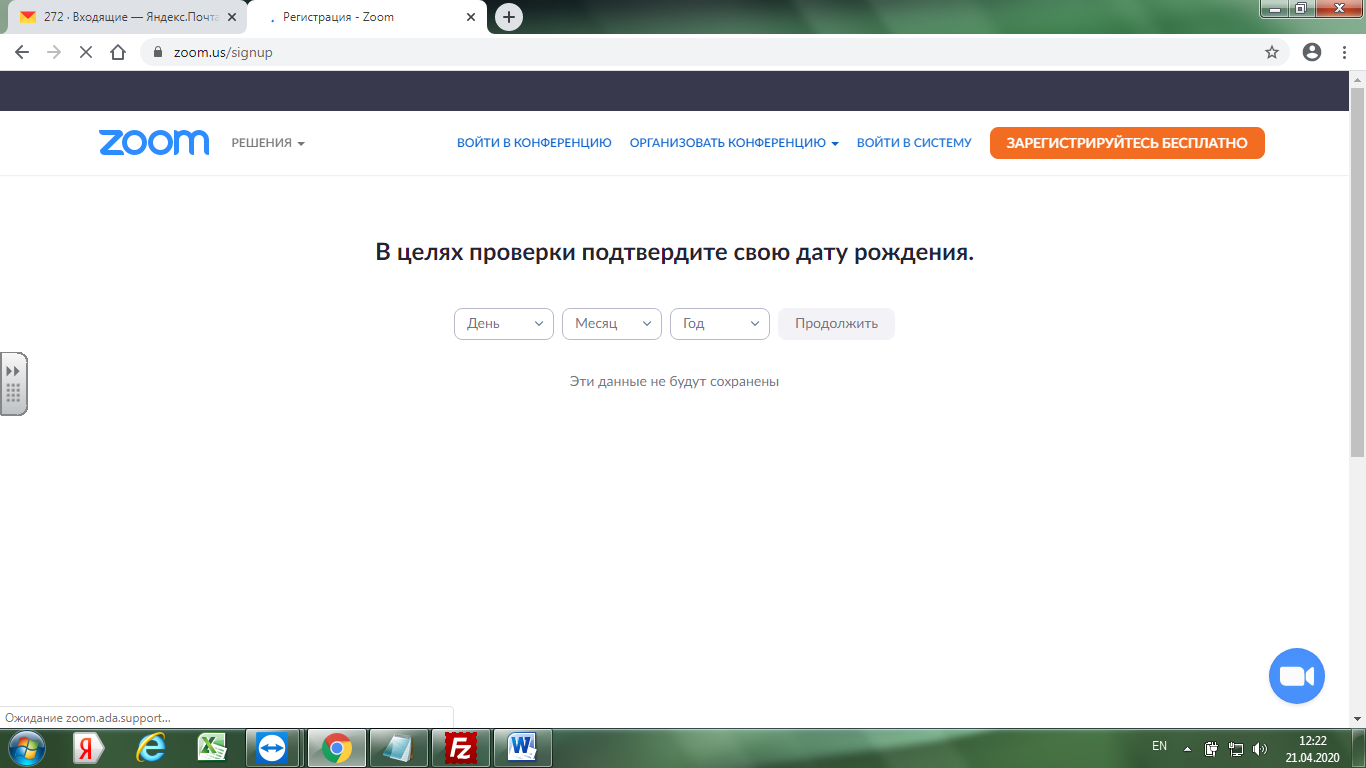 272 · Входящие — Яндекс.Почта
Регистрация - Zoom
zoom.us/signup
zoom
РЕШЕНИЯ
ВОЙТИ В КОНФЕРЕНЦИЮ
ОРГАНИЗОВАТЬ КОНФЕРЕНЦИЮ
ВОЙТИ В СИСТЕМУ
ЗАРЕГИСТРИРУЙТЕСЬ БЕСПЛАТНО
В целях проверки подтвердите свою дату рождения.
День
Месяц
Год
Продолжить
Эти данные не будут сохранены
Ожидание zoom.ada.support...
Я
Fz
W
EN
12:22
21.04.2020